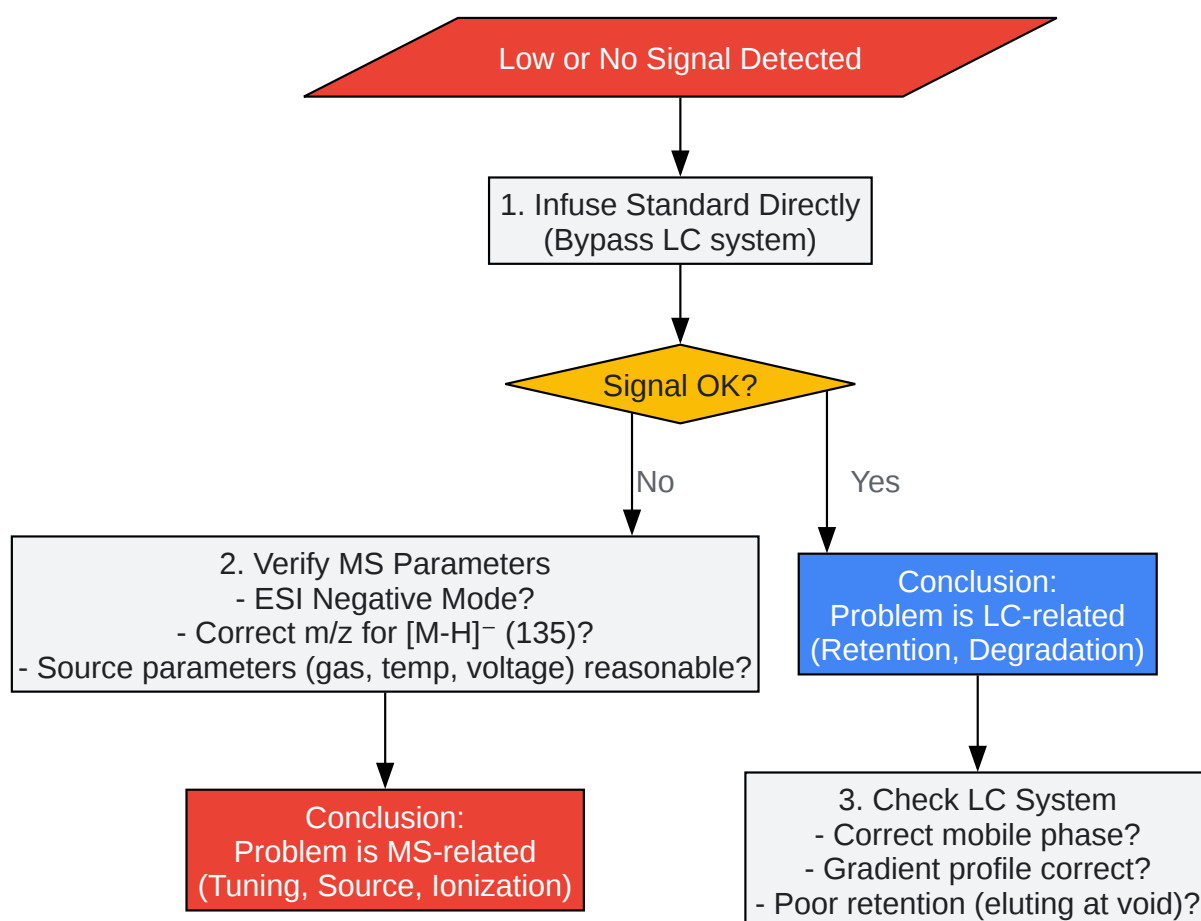 Low or No Signal Detected
1. Infuse Standard Directly
(Bypass LC system)
Signal OK?
No
Yes
2. Verify MS Parameters
- ESI Negative Mode?
- Correct m/z for [M-H]⁻ (135)?
- Source parameters (gas, temp, voltage) reasonable?
Conclusion:
Problem is LC-related
(Retention, Degradation)
Conclusion:
Problem is MS-related
(Tuning, Source, Ionization)
3. Check LC System
- Correct mobile phase?
- Gradient profile correct?
- Poor retention (eluting at void)?